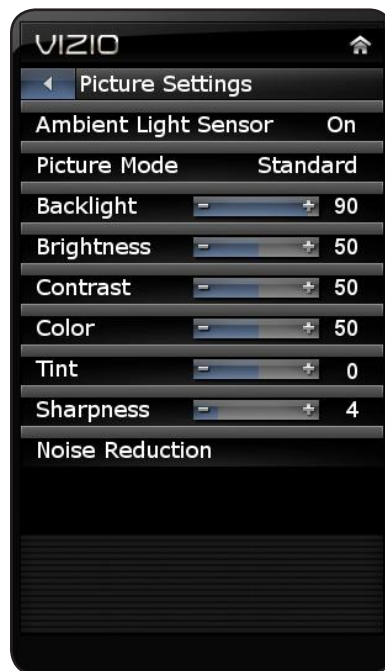 VIZIO
Picture Settings
Ambient Light Sensor On
Picture Mode Standard
Backlight - + 90
Brightness - + 50
Contrast - + 50
Color - + 50
Tint - + 0
Sharpness - + 4
Noise Reduction